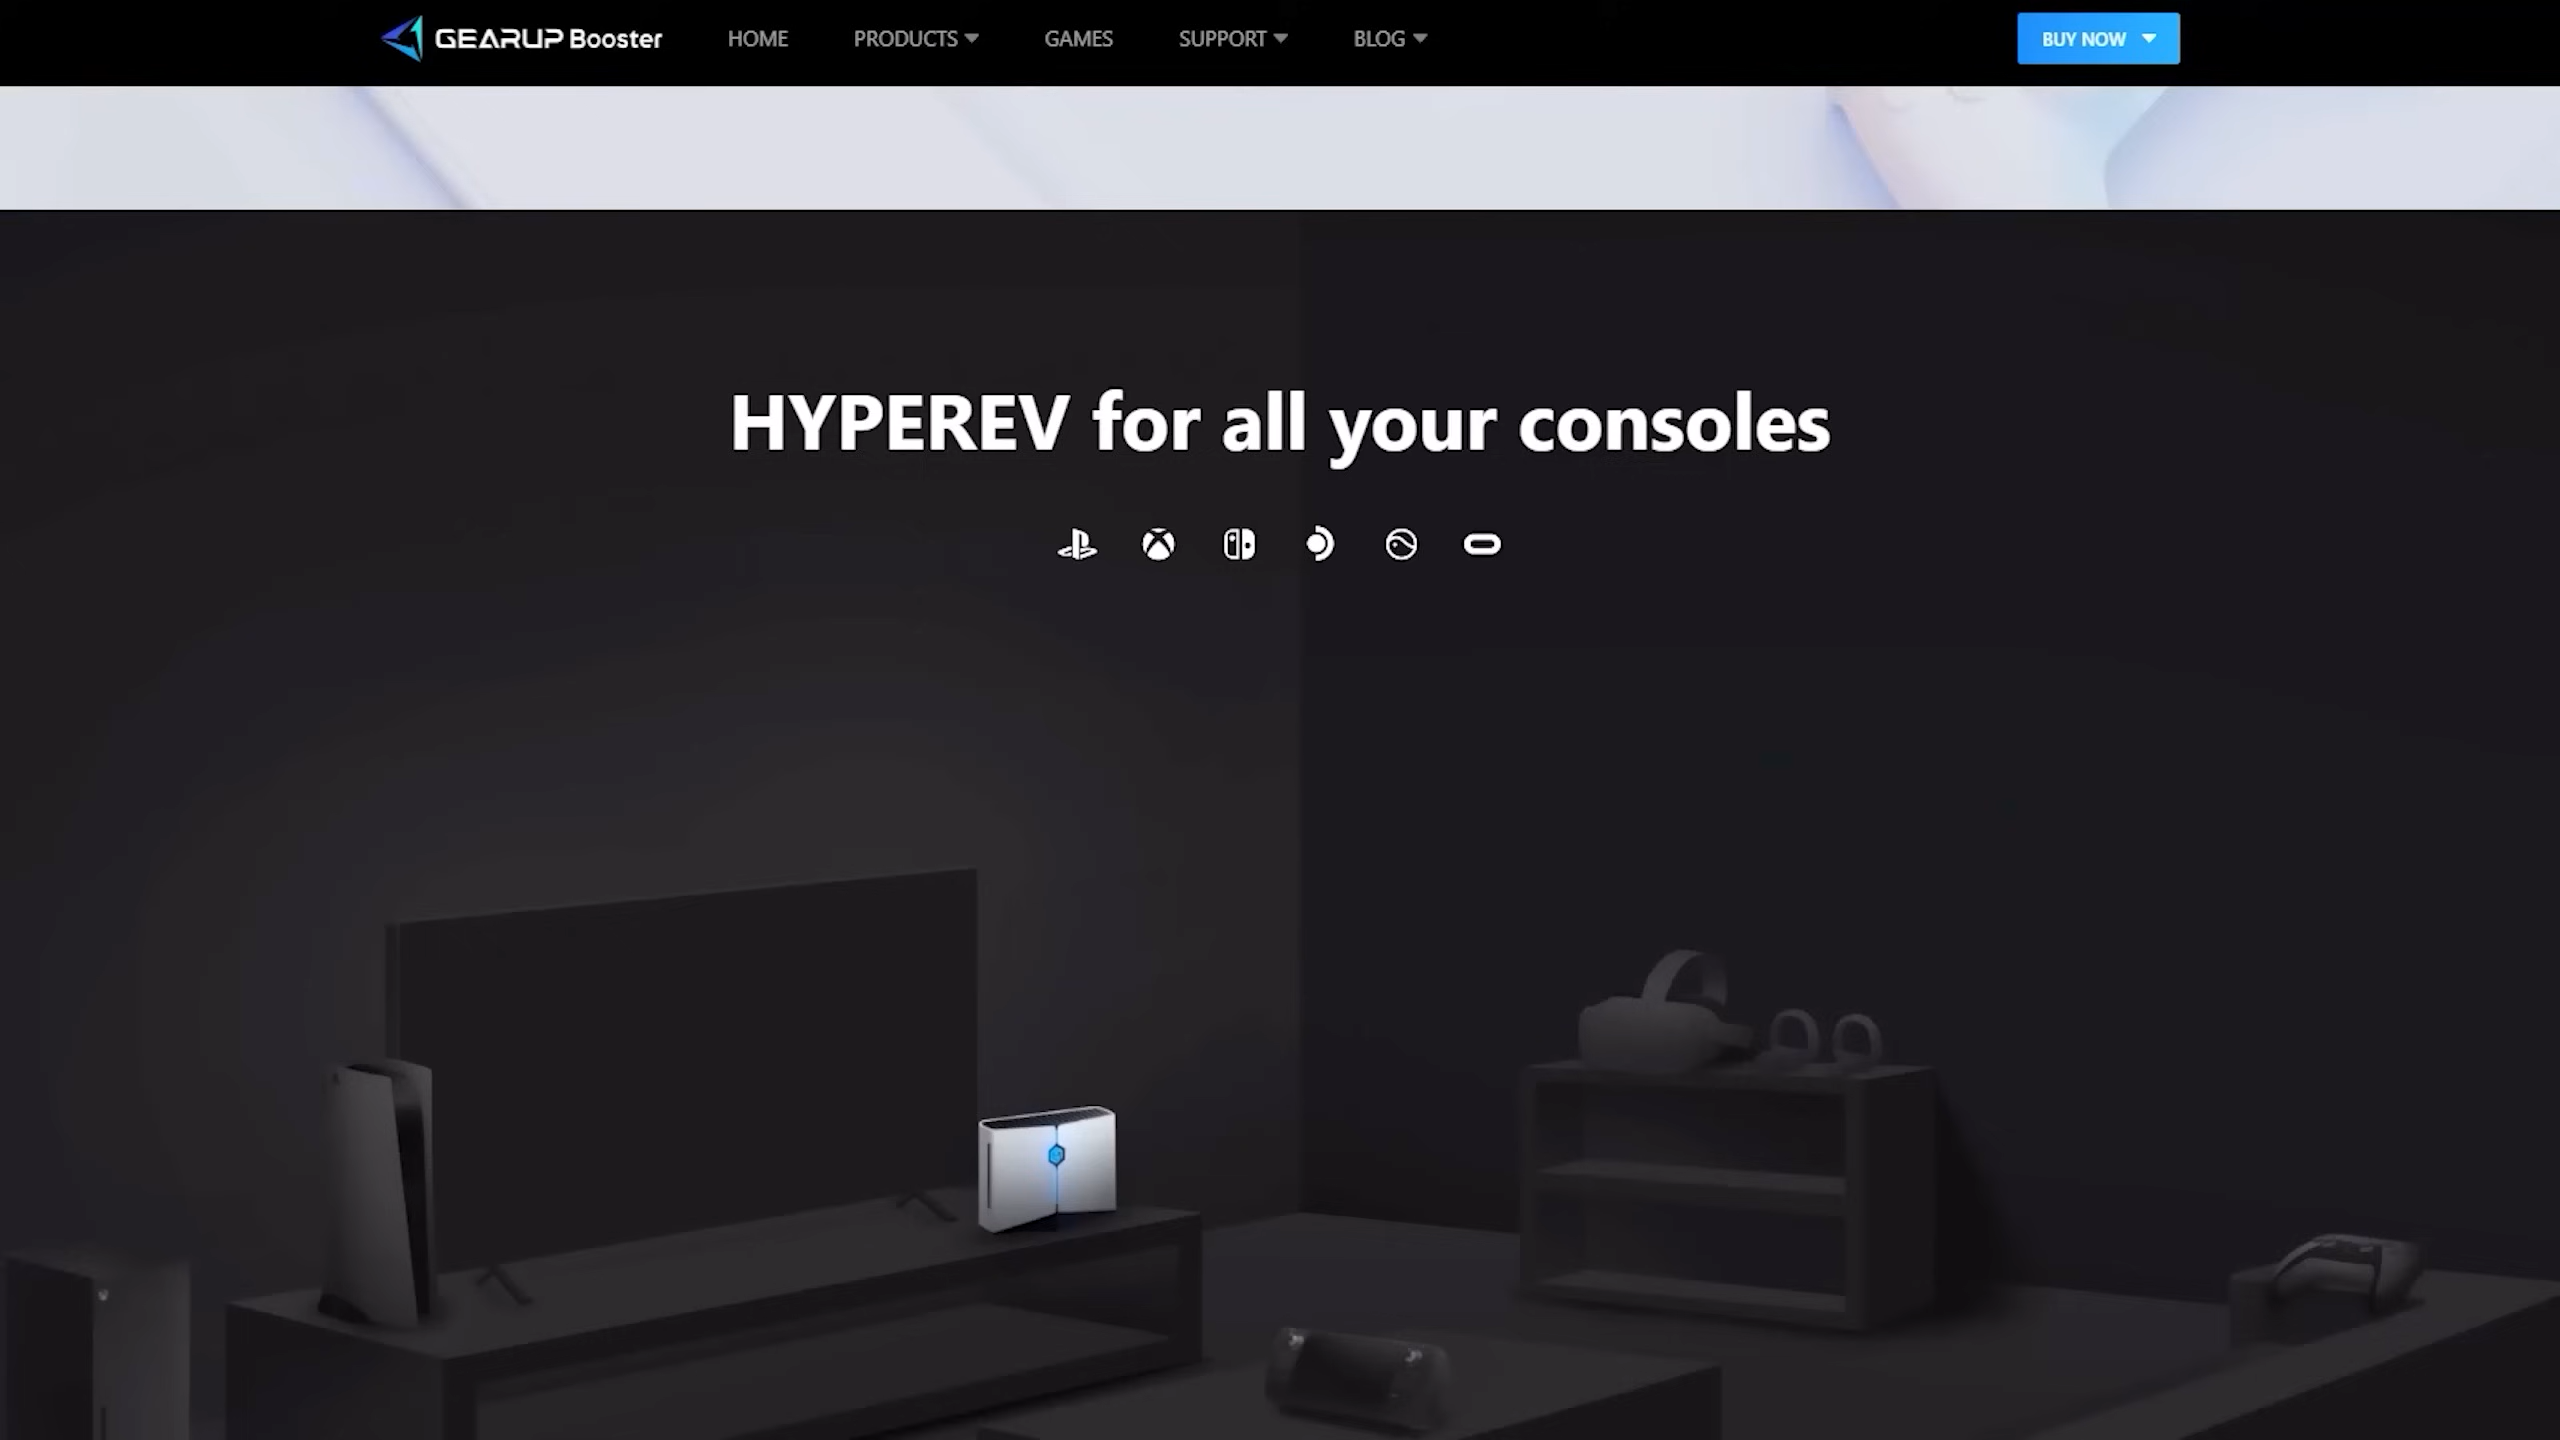 GEARUP Booster
HOME
PRODUCTS
GAMES
SUPPORT
BLOG
BUY NOW
HYPEREV for all your consoles